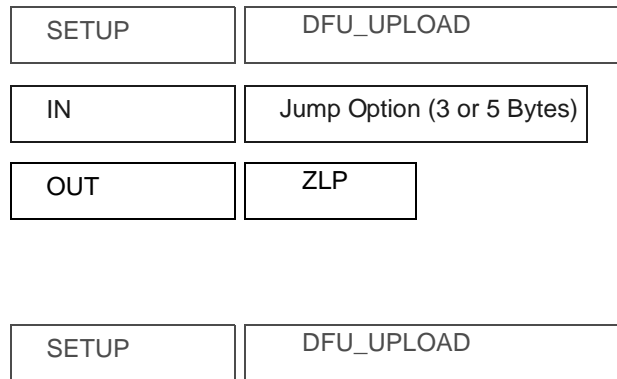 SETUP DFU_UPLOAD
IN Jump Option (3 or 5 Bytes)
OUT ZLP
SETUP DFU_UPLOAD